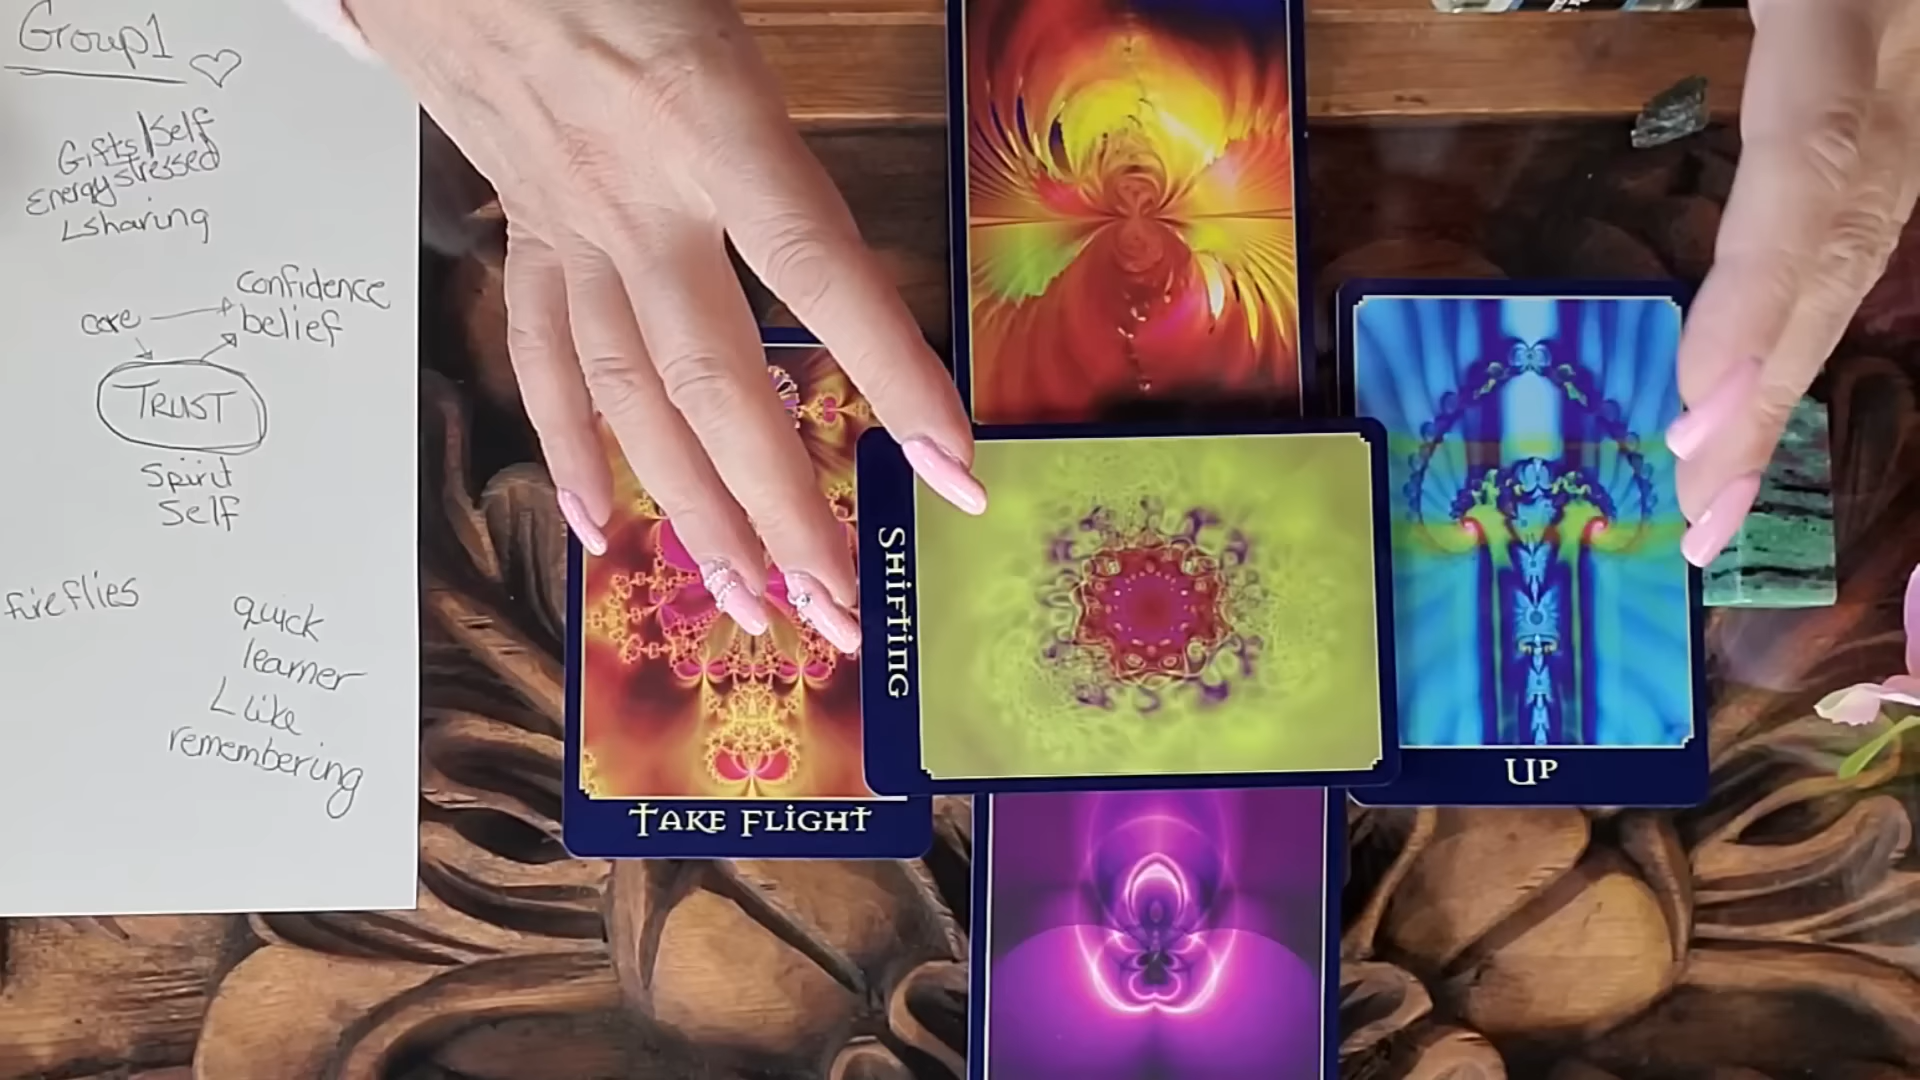 Group1
Gifts/Self
Energy stressed
Lsharing
confidence
core
belief
TRUST
Spirit
Self
fireflies
quick
learner
L like
remembering
Shifting
Take Flight
Up